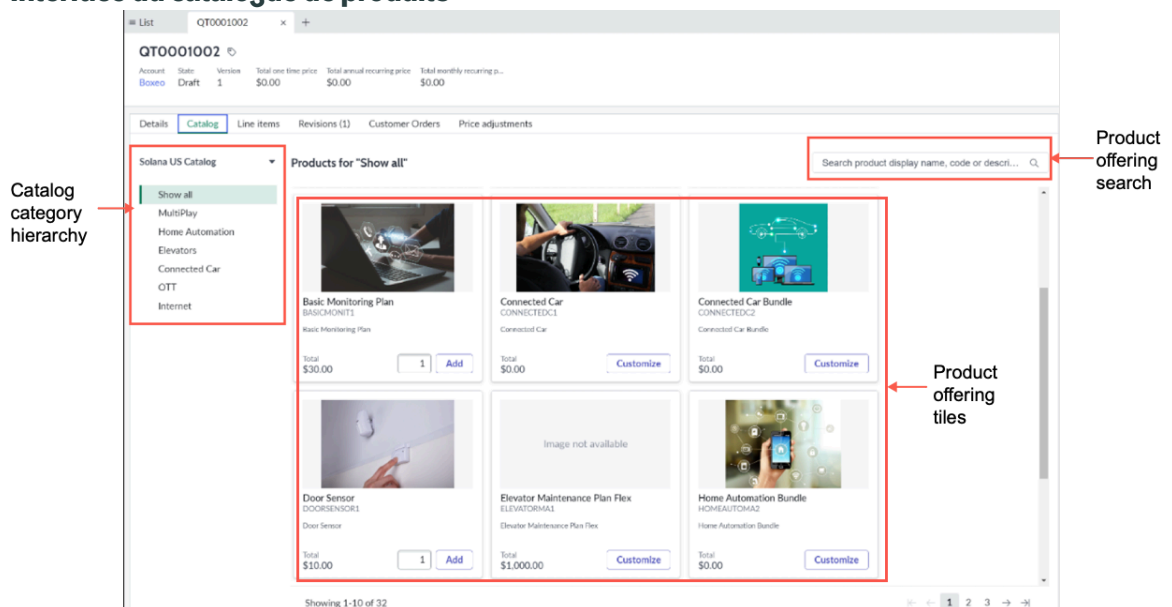 Interface du catalogue de produits
≡ List QT0001002 × +
QT0001002
Account State Version Total one time price Total annual recurring price Total monthly recurring p...
Boxeo Draft 1 $0.00 $0.00 $0.00
Details Catalog Line items Revisions (1) Customer Orders Price adjustments
Solana US Catalog
Products for "Show all"
Search product display name, code or descri...
Product
offering
search
Catalog
category
hierarchy
Show all
MultiPlay
Home Automation
Elevators
Connected Car
OTT
Internet
Basic Monitoring Plan
BASICMONIT1
Basic Monitoring Plan
Total
$30.00 1 Add
Connected Car
CONNECTEDC1
Connected Car
Total
$0.00 Customize
Connected Car Bundle
CONNECTEDC2
Connected Car Bundle
Total
$0.00 Customize
Product
offering
tiles
Door Sensor
DOORSENSOR1
Door Sensor
Total
$10.00 1 Add
Image not available
Elevator Maintenance Plan Flex
ELEVATORMA1
Elevator Maintenance Plan Flex
Total
$1,000.00 Customize
Home Automation Bundle
HOMEAUTOMA2
Home Automation Bundle
Total
$0.00 Customize
Showing 1-10 of 32
1 2 3